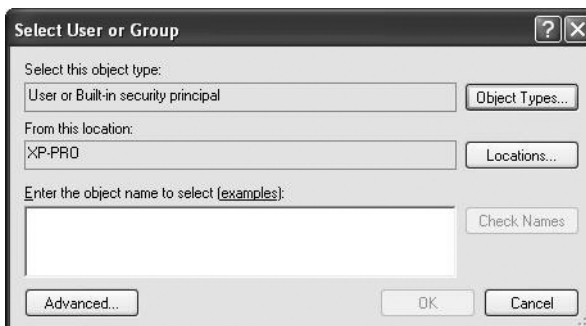 Select User or Group
Select this object type:
User or Built-in security principal
Object Types...
From this location:
XP-PRO
Locations...
Enter the object name to select (examples):
Check Names
Advanced...
OK
Cancel